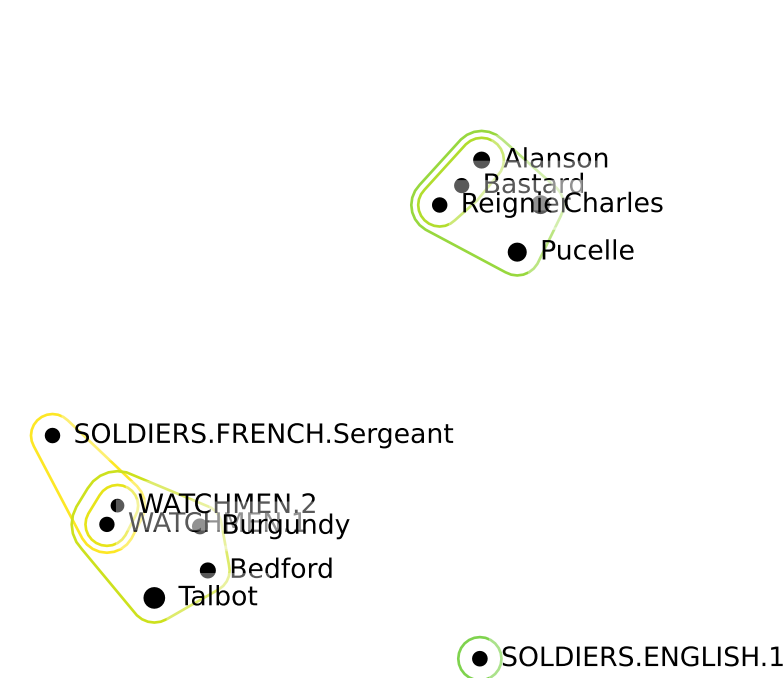 Alanson
Bastard
Reignier
Charles
Pucelle
SOLDIERS.FRENCH.Sergeant
WATCHMEN.2
WATCHMEN.1
Burgundy
Bedford
Talbot
SOLDIERS.ENGLISH.1